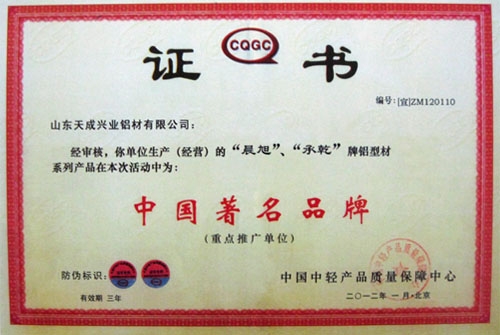 CQGC
证 书
编号：[宜]ZM120110
山东天成兴业铝材有限公司：
经审核，你单位生产（经营）的“晨旭”、“承乾”牌铝型材
系列产品在本次活动中为：
中国著名品牌
（重点推广单位）
防伪标识：
有效期 三年
中国中轻产品质量保障中心
二〇一二年 一月·北京